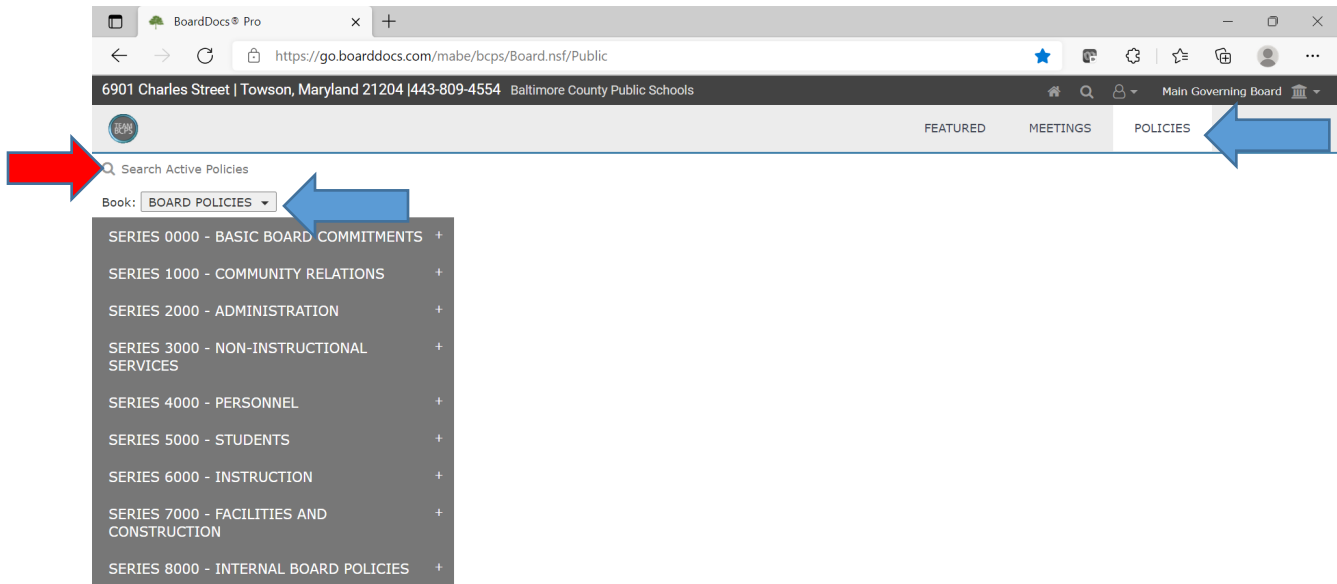 BoardDocs® Pro
https://go.boarddocs.com/mabe/bcps/Board.nsf/Public
6901 Charles Street | Towson, Maryland 21204 |443-809-4554 Baltimore County Public Schools
Main Governing Board
TEAM
BCPS
FEATURED MEETINGS POLICIES
Search Active Policies
Book: BOARD POLICIES
SERIES 0000 - BASIC BOARD COMMITMENTS +
SERIES 1000 - COMMUNITY RELATIONS +
SERIES 2000 - ADMINISTRATION +
SERIES 3000 - NON-INSTRUCTIONAL +
SERVICES
SERIES 4000 - PERSONNEL +
SERIES 5000 - STUDENTS +
SERIES 6000 - INSTRUCTION +
SERIES 7000 - FACILITIES AND +
CONSTRUCTION
SERIES 8000 - INTERNAL BOARD POLICIES +